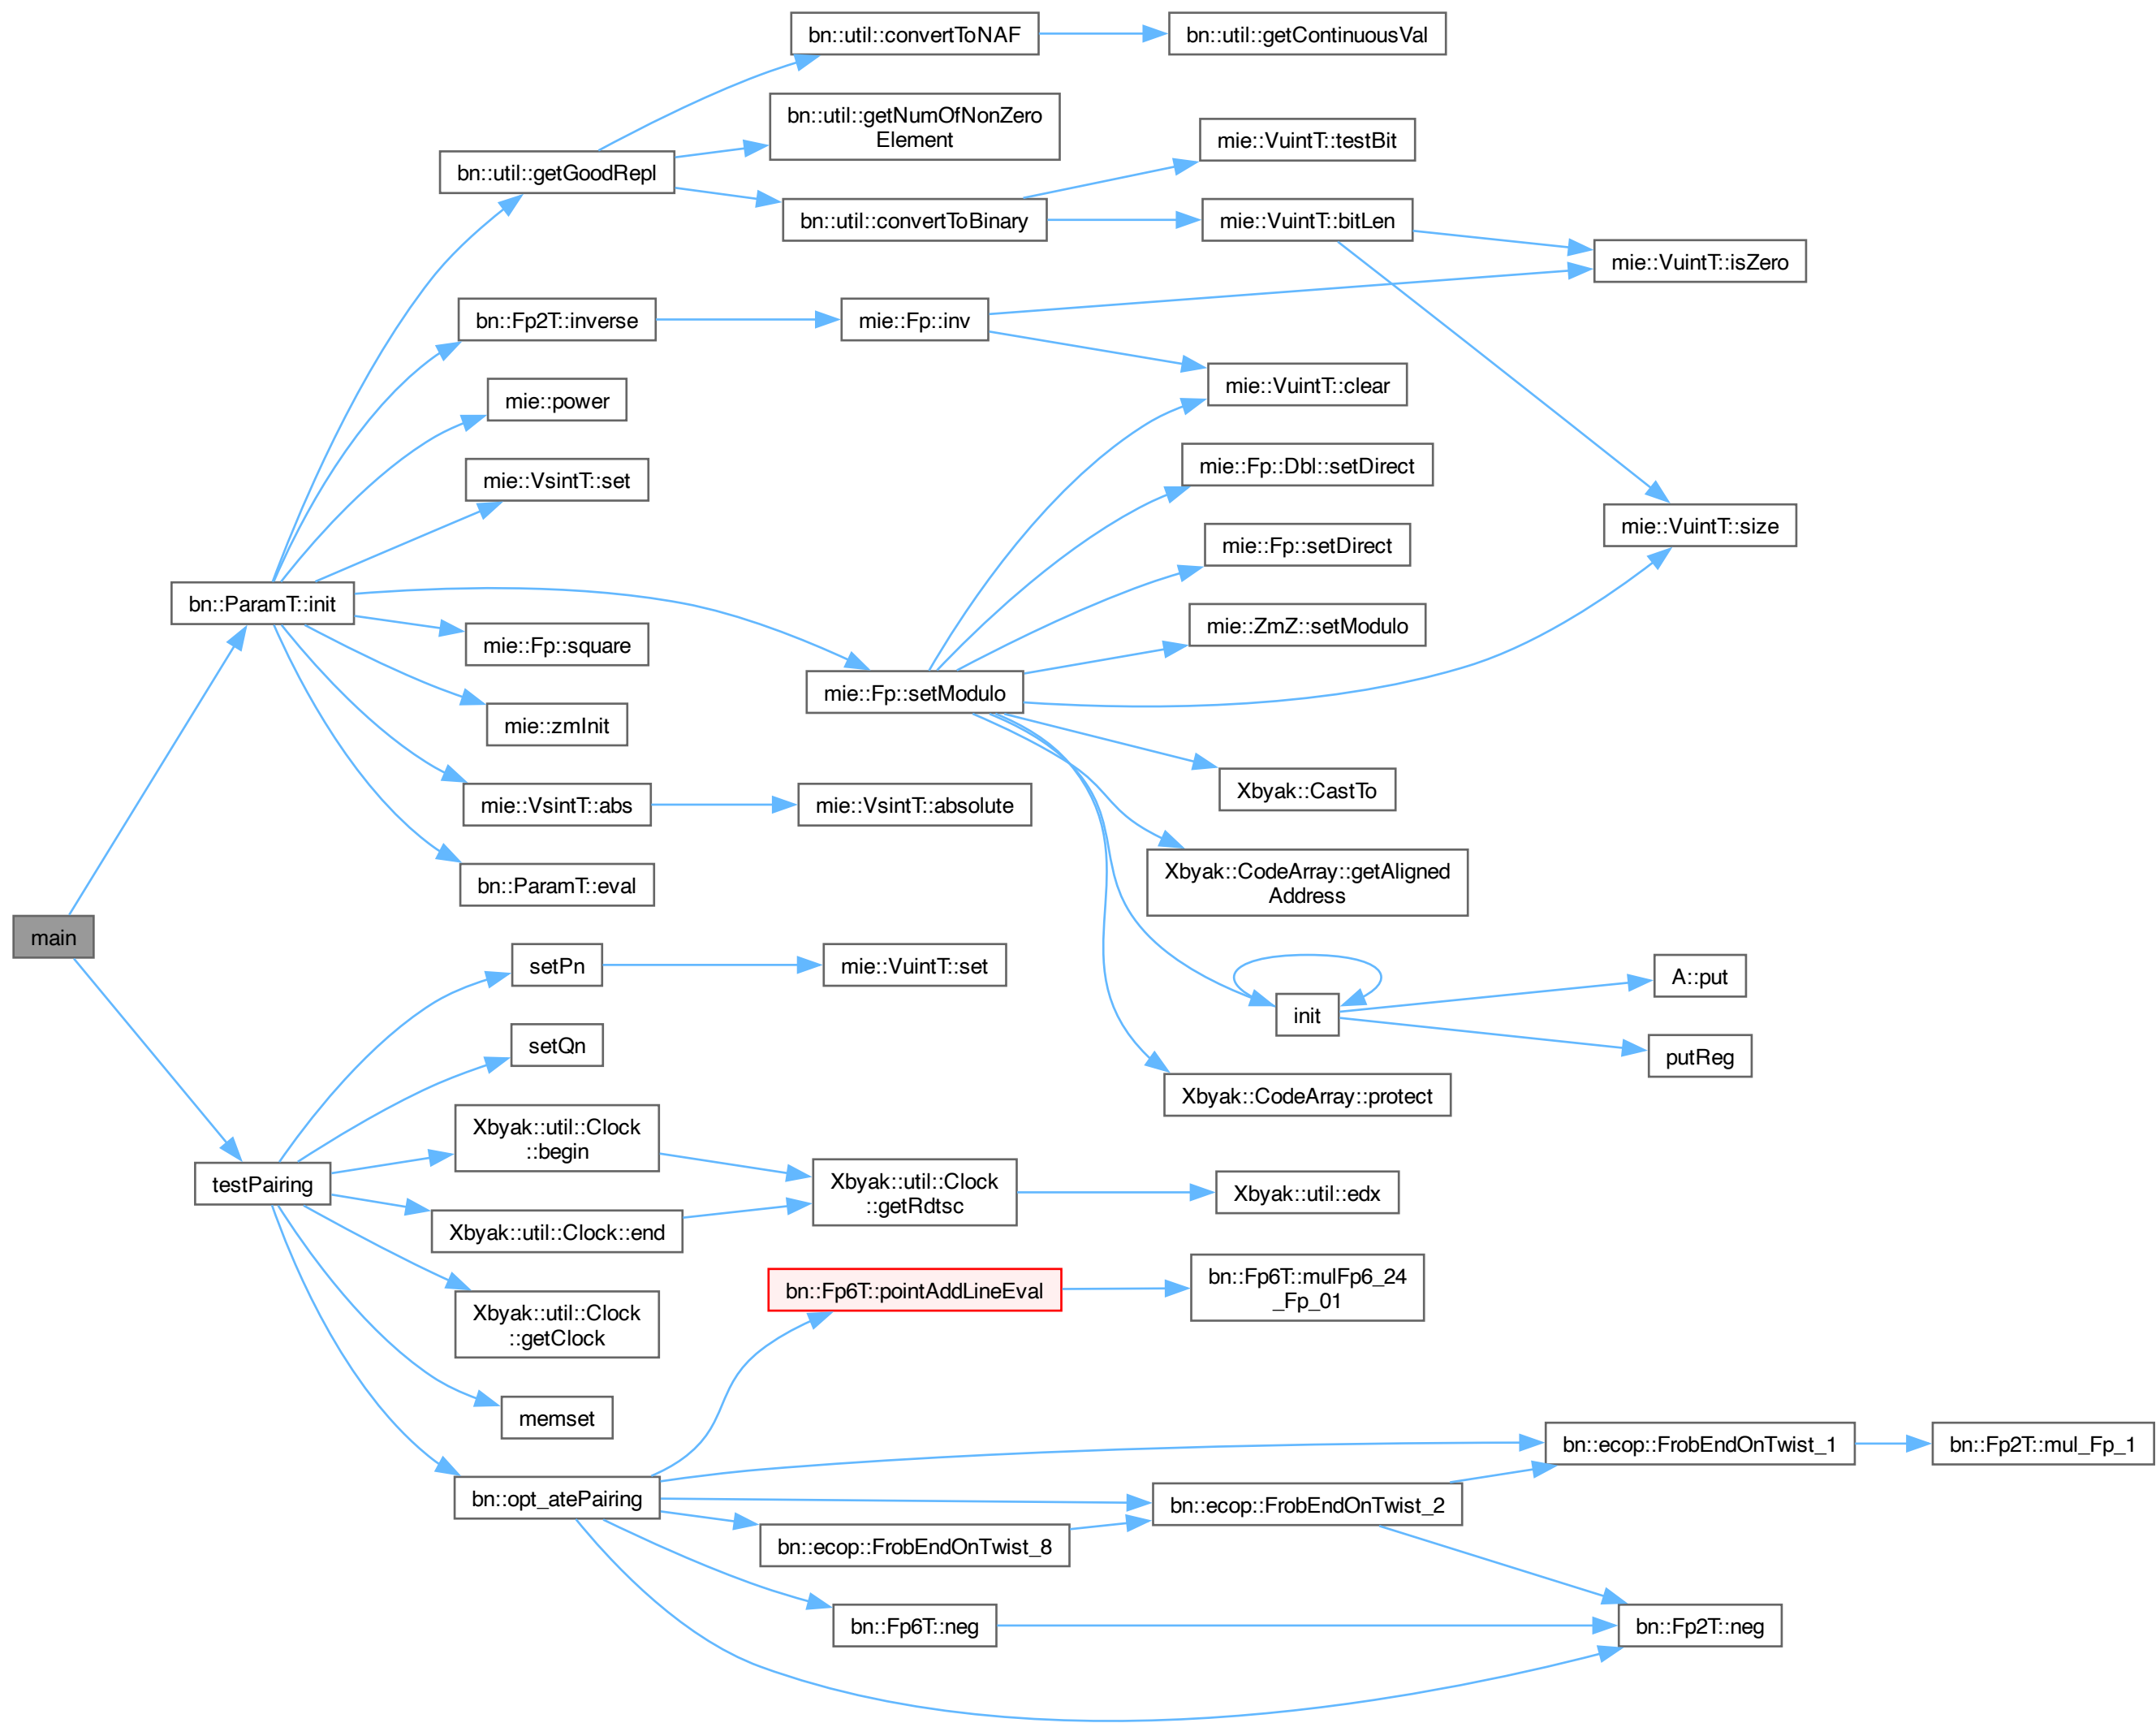 main
bn::ParamT::init
bn::util::getGoodRepl
bn::util::convertToNAF
bn::util::getContinuousVal
bn::util::getNumOfNonZero
Element
bn::util::convertToBinary
mie::VuintT::testBit
mie::VuintT::bitLen
mie::VuintT::isZero
mie::VuintT::size
bn::Fp2T::inverse
mie::Fp::inv
mie::VuintT::clear
mie::power
mie::VsintT::set
mie::Fp::setModulo
mie::Fp::Dbl::setDirect
mie::Fp::setDirect
mie::ZmZ::setModulo
Xbyak::CastTo
Xbyak::CodeArray::getAligned
Address
init
A::put
putReg
Xbyak::CodeArray::protect
mie::Fp::square
mie::zmInit
mie::VsintT::abs
mie::VsintT::absolute
bn::ParamT::eval
testPairing
setPn
mie::VuintT::set
setQn
Xbyak::util::Clock
::begin
Xbyak::util::Clock::end
Xbyak::util::Clock
::getRdtsc
Xbyak::util::edx
Xbyak::util::Clock
::getClock
memset
bn::opt_atePairing
bn::Fp6T::pointAddLineEval
bn::Fp6T::mulFp6_24
_Fp_01
bn::ecop::FrobEndOnTwist_1
bn::Fp2T::mul_Fp_1
bn::ecop::FrobEndOnTwist_2
bn::ecop::FrobEndOnTwist_8
bn::Fp6T::neg
bn::Fp2T::neg